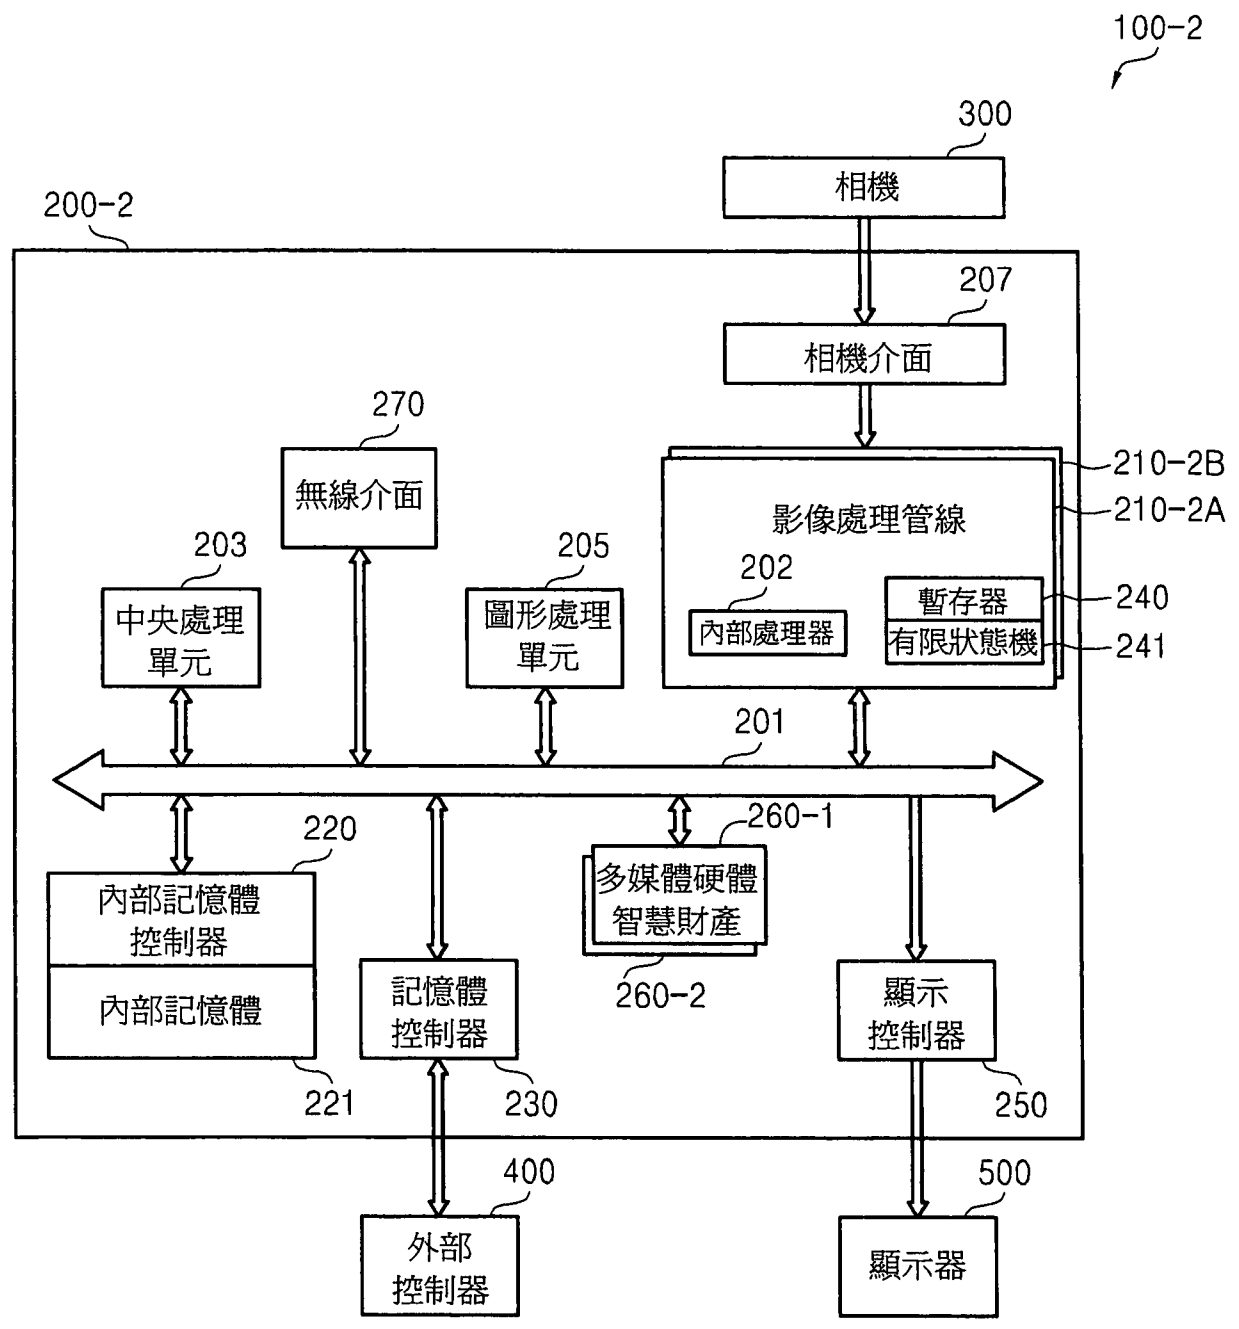 100-2
300
相機
200-2
207
相機介面
270
無線介面
210-2B
210-2A
影像處理管線
203
中央處理
單元
205
圖形處理
單元
202
內部處理器
暫存器
240
有限狀態機
241
201
220
內部記憶體
控制器
內部記憶體
221
260-1
多媒體硬體
智慧財產
260-2
記憶體
控制器
230
顯示
控制器
250
400
外部
控制器
500
顯示器